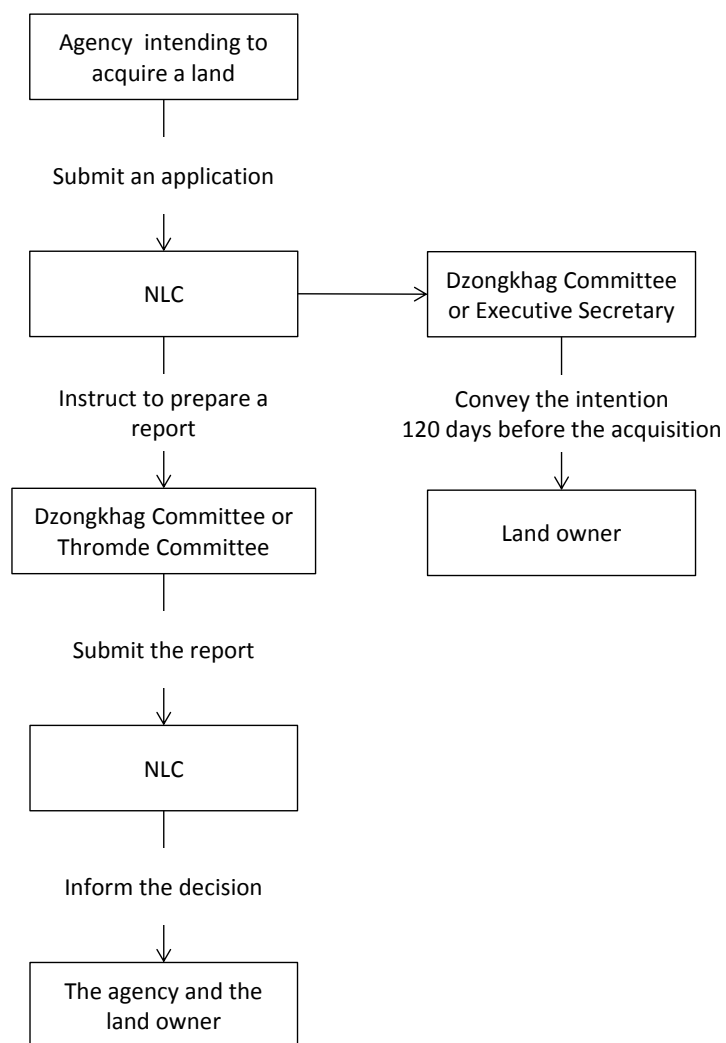 Agency intending to
acquire a land
Submit an application
NLC
Dzongkhag Committee
or Executive Secretary
Instruct to prepare a
report
Convey the intention
120 days before the acquisition
Dzongkhag Committee or
Thromde Committee
Land owner
Submit the report
NLC
Inform the decision
The agency and the
land owner